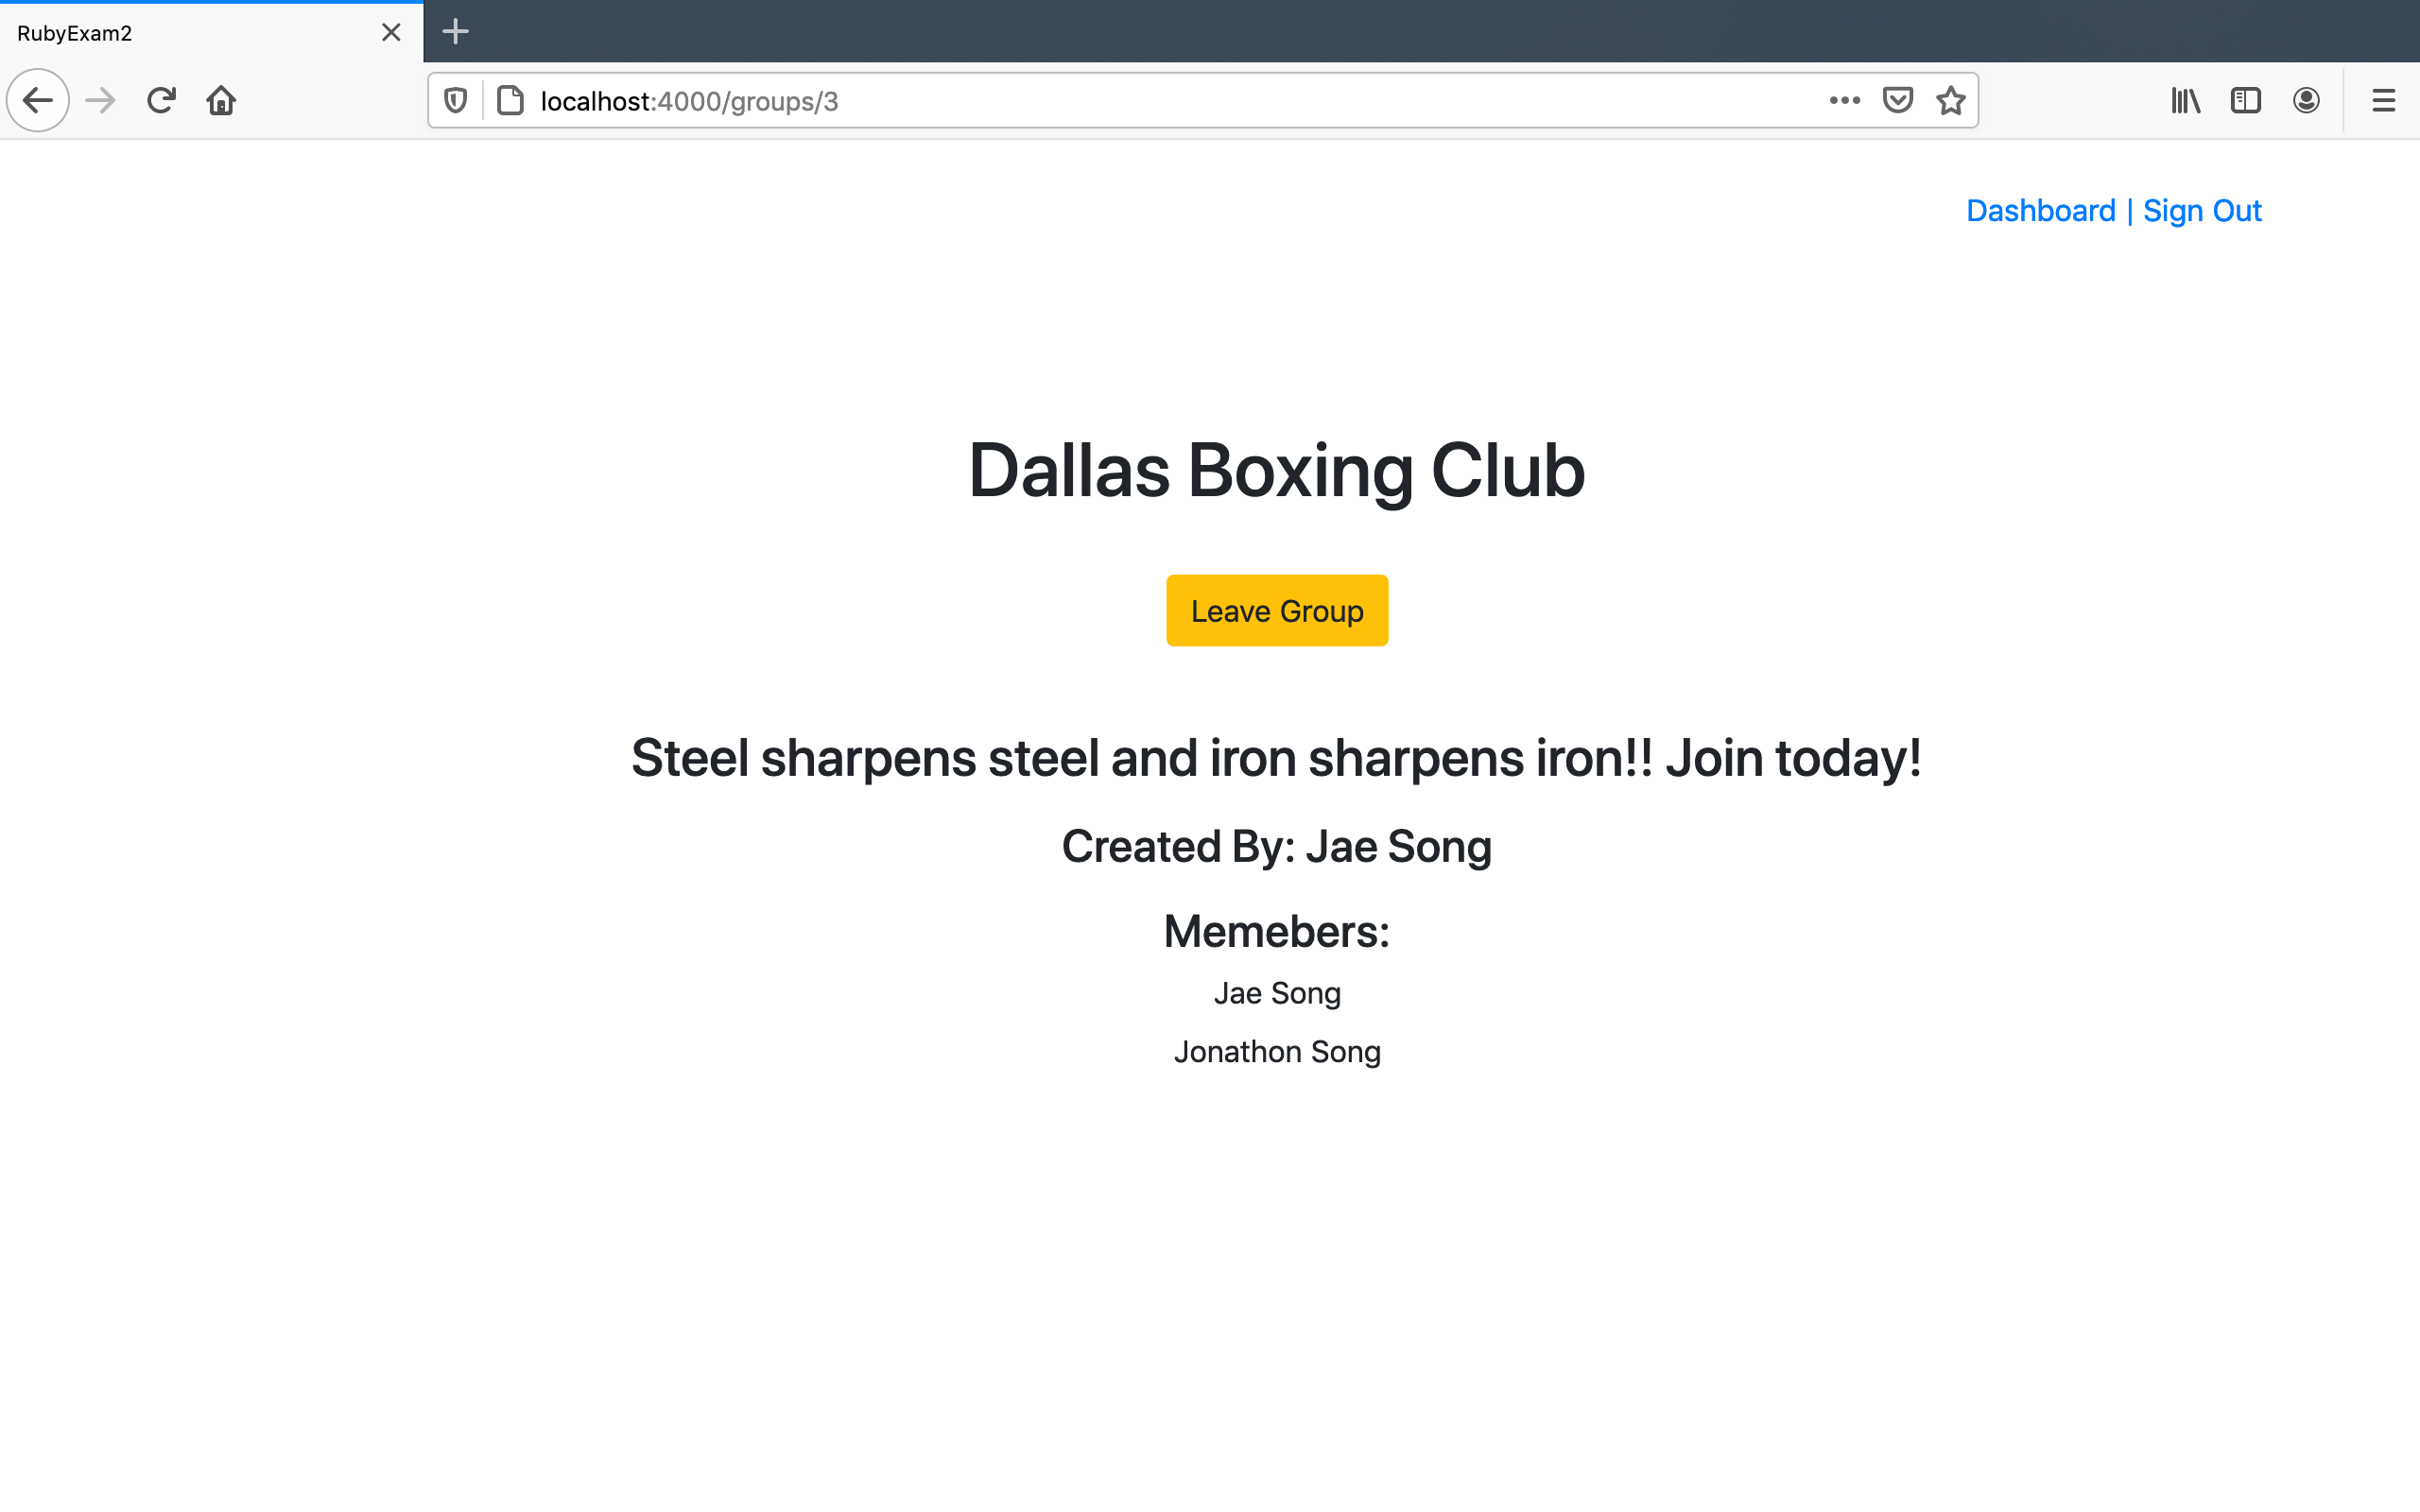 RubyExam2
localhost:4000/groups/3
Dashboard | Sign Out
Dallas Boxing Club
Leave Group
Steel sharpens steel and iron sharpens iron!! Join today!
Created By: Jae Song
Memebers:
Jae Song
Jonathon Song